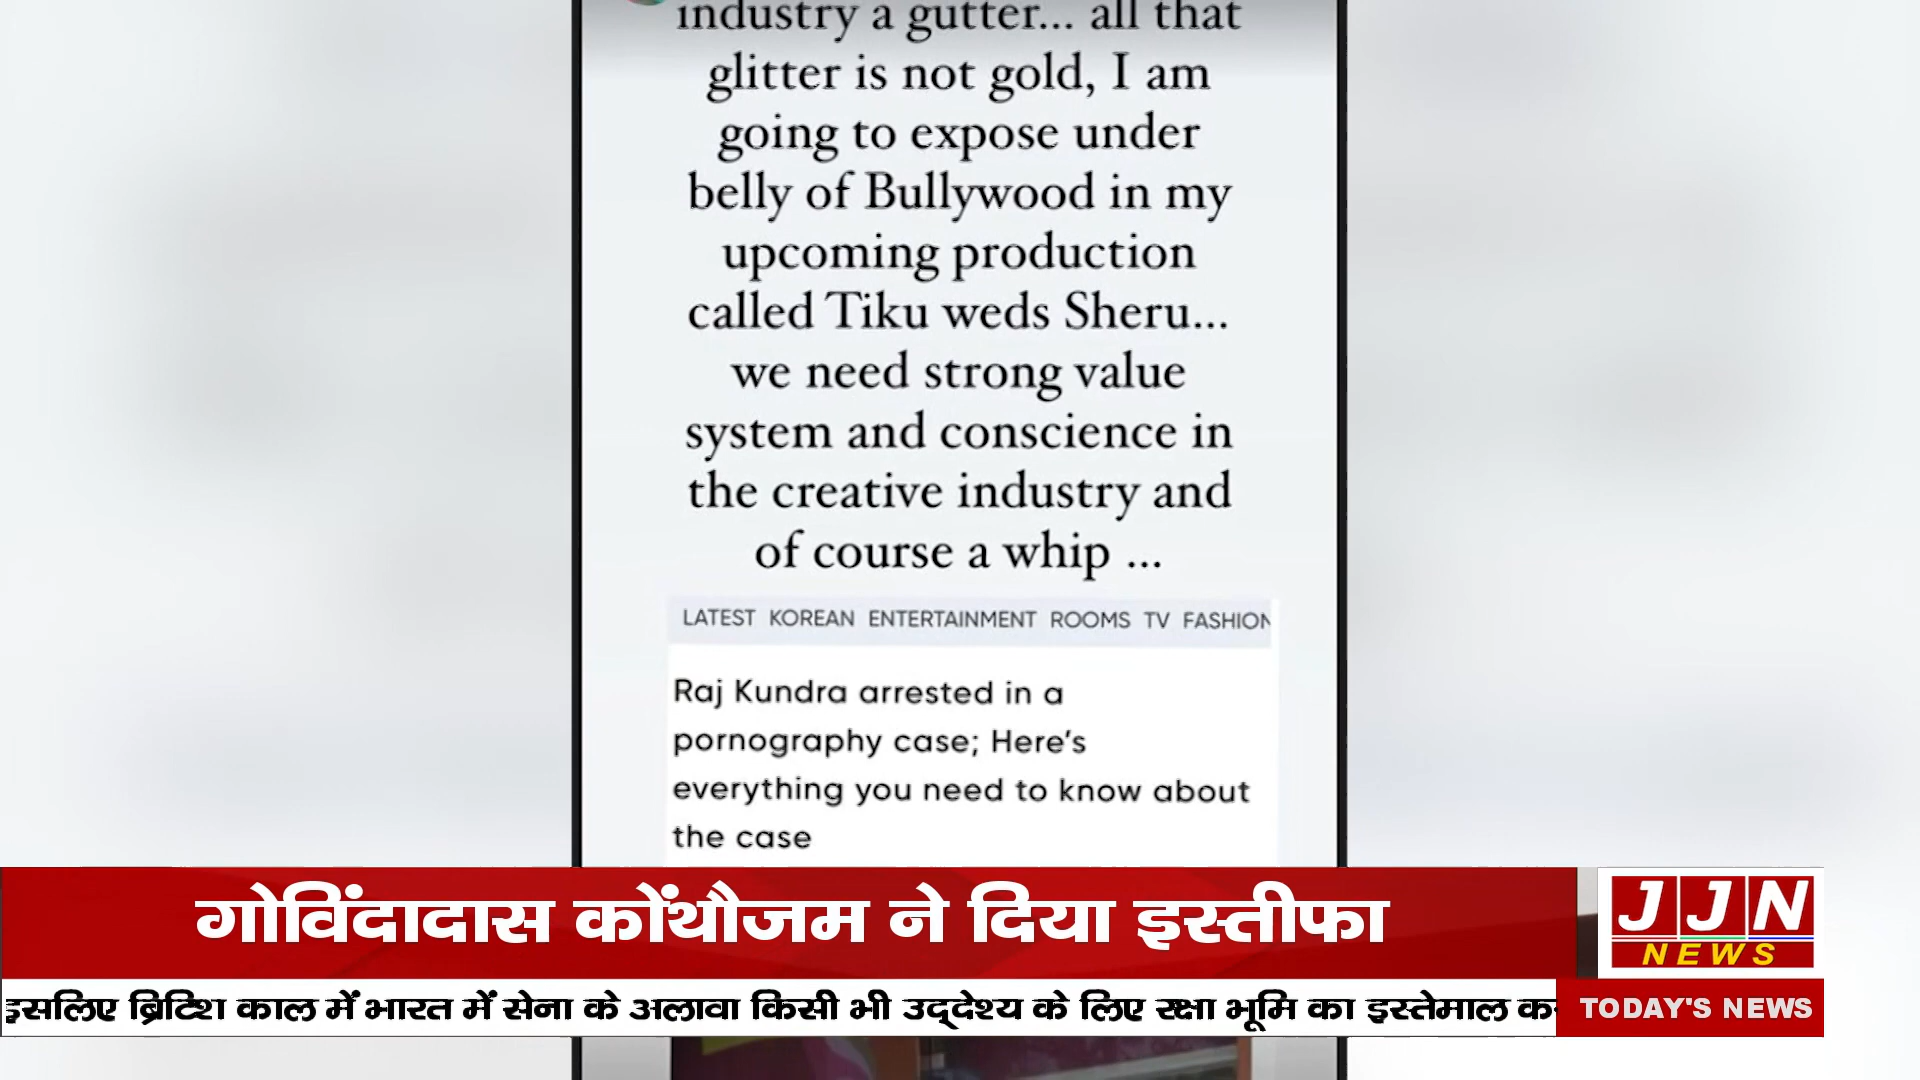 industry a gutter... all that
glitter is not gold, I am
going to expose under
belly of Bullywood in my
upcoming production
called Tiku weds Sheru...
we need strong value
system and conscience in
the creative industry and
of course a whip ...
LATEST KOREAN ENTERTAINMENT ROOMS TV FASHION
Raj Kundra arrested in a
pornography case; Here's
everything you need to know about
the case
गोविंदादास कोंथौजम ने दिया इस्तीफा
JJN
NEWS
इसलिए ब्रिटिश काल में भारत में सेना के अलावा किसी भी उद्देश्य के लिए रक्षा भूमि का इस्तेमाल
TODAY'S NEWS